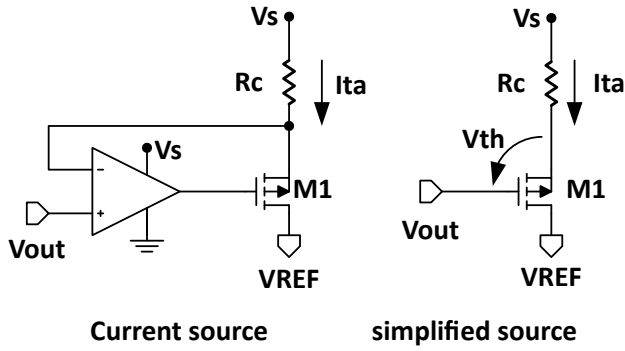 Vs
Rc
Ita
Vs
-
+
M1
Vout
VREF
Current source
Vs
Rc
Ita
Vth
M1
Vout
VREF
simplified source